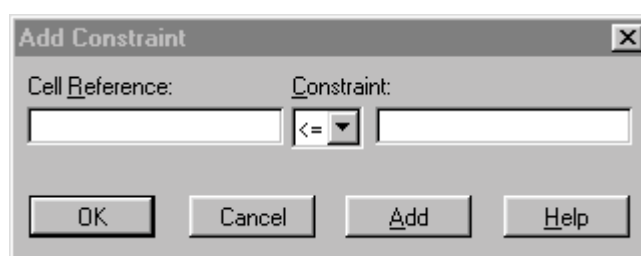 Add Constraint
Cell Reference: Constraint:
<=
OK Cancel Add Help